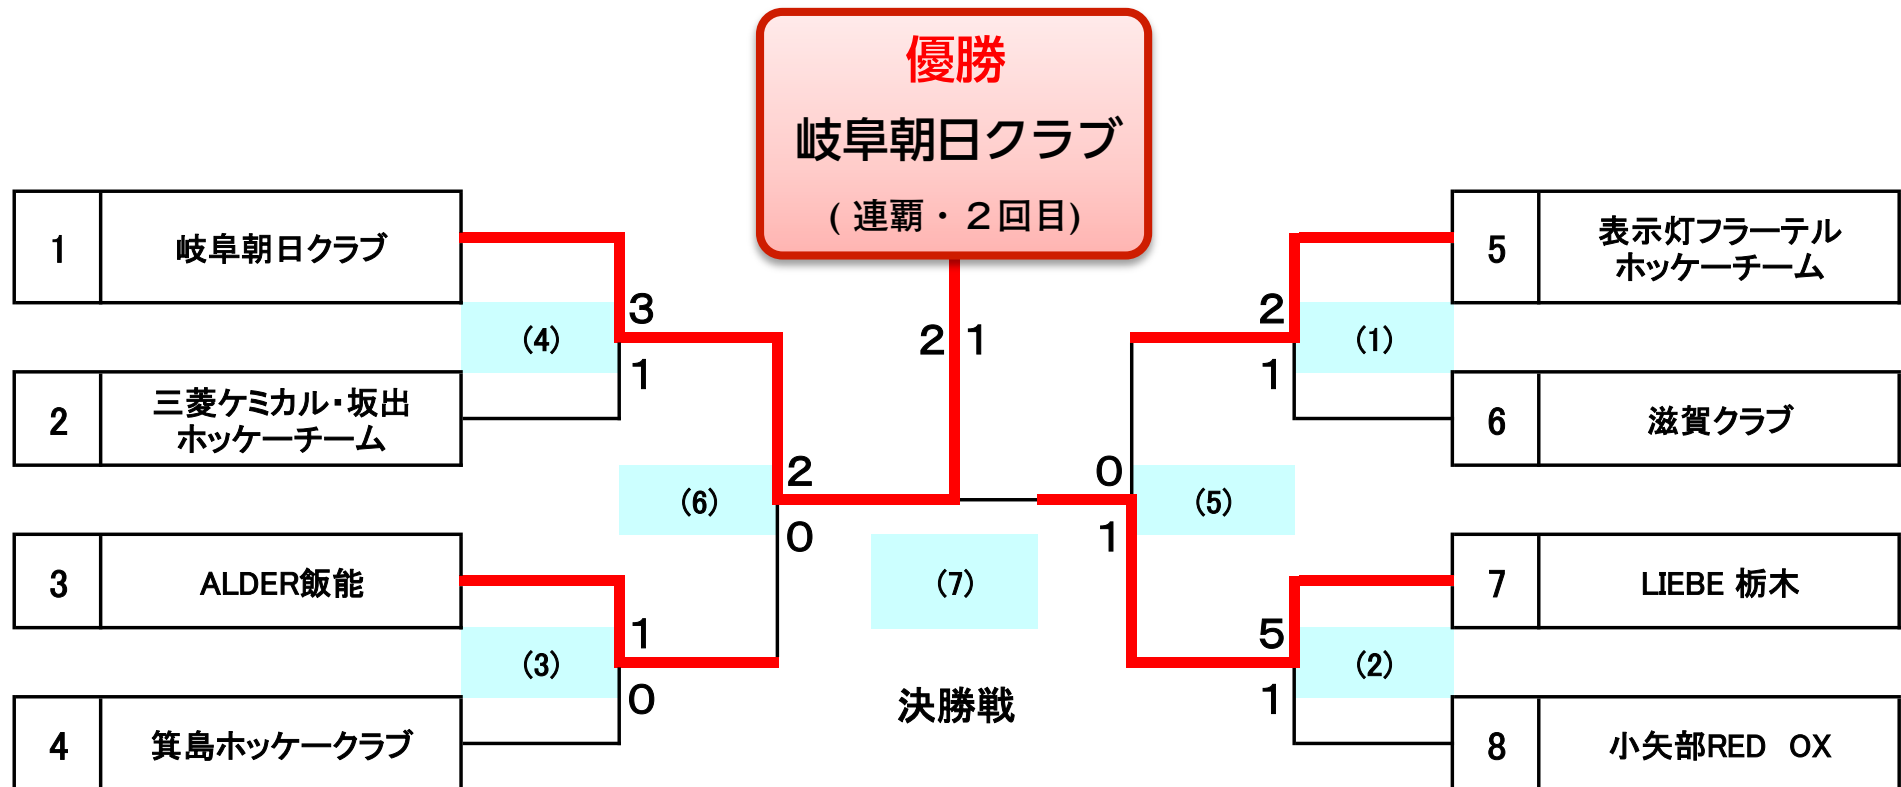 優勝
岐阜朝日クラブ
(連覇・２回目)
1 岐阜朝日クラブ
2 三菱ケミカル・坂出
ホッケーチーム
3 ALDER飯能
4 箕島ホッケークラブ
(4)
3
1
(3)
1
0
(6)
2
0
2 1
(7)
決勝戦
0
1
(5)
2
1
(1)
5
1
(2)
5 表示灯フラーテル
ホッケーチーム
6 滋賀クラブ
7 LIEBE 栃木
8 小矢部RED　OX